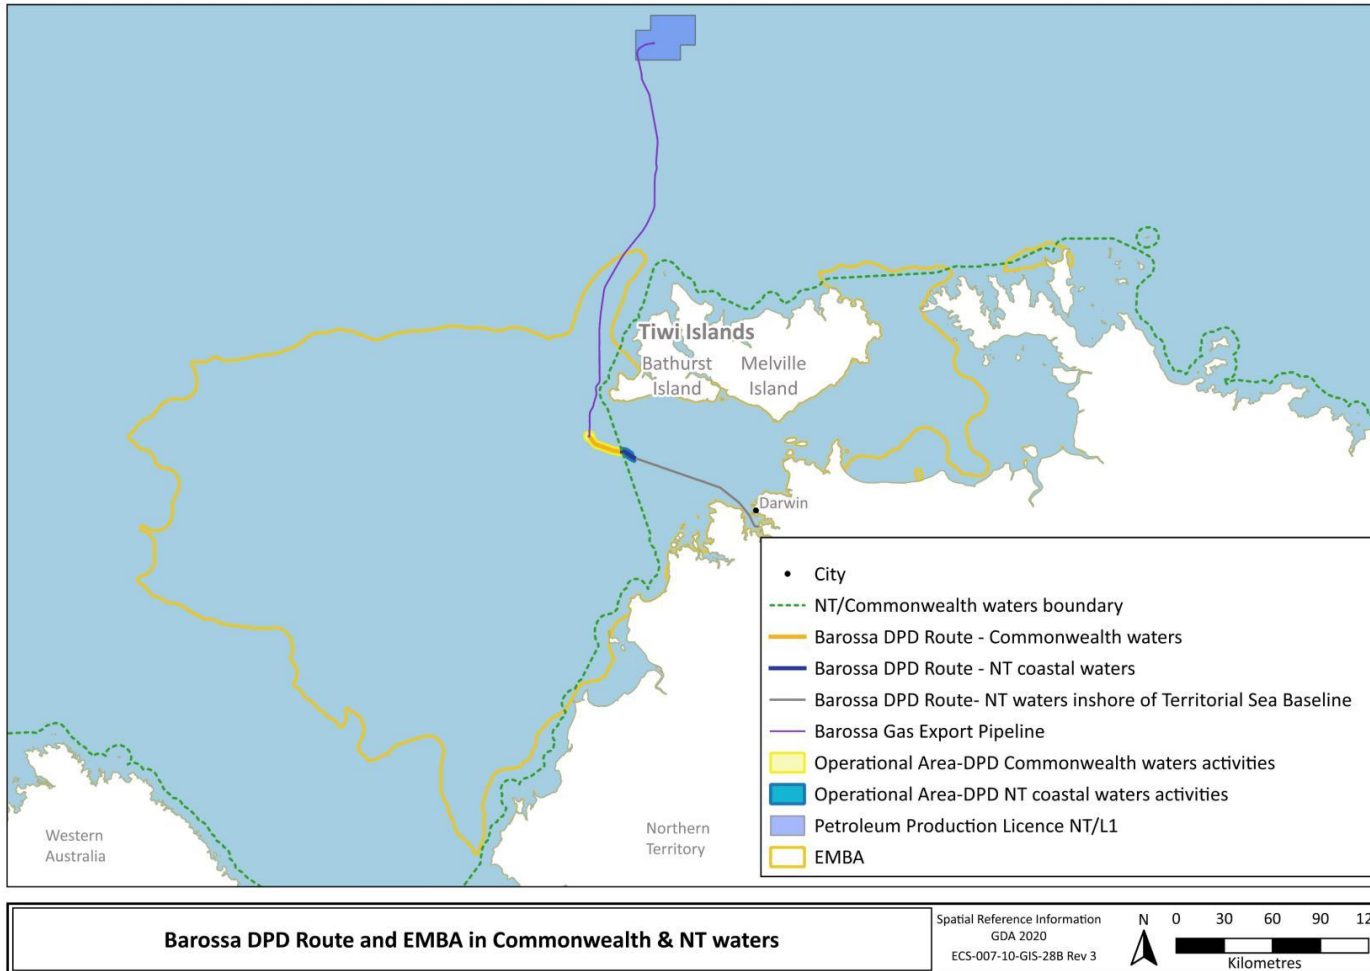 Tiwi Islands
Bathurst
Island
Melville
Island
Darwin
City
NT/Commonwealth waters boundary
Barossa DPD Route - Commonwealth waters
Barossa DPD Route - NT coastal waters
Barossa DPD Route- NT waters inshore of Territorial Sea Baseline
Barossa Gas Export Pipeline
Operational Area-DPD Commonwealth waters activities
Operational Area-DPD NT coastal waters activities
Petroleum Production Licence NT/L1
EMBA
Western
Australia
Northern
Territory
Barossa DPD Route and EMBA in Commonwealth & NT waters
Spatial Reference Information
GDA 2020
ECS-007-10-GIS-28B Rev 3
N
0 30 60 90
Kilometres